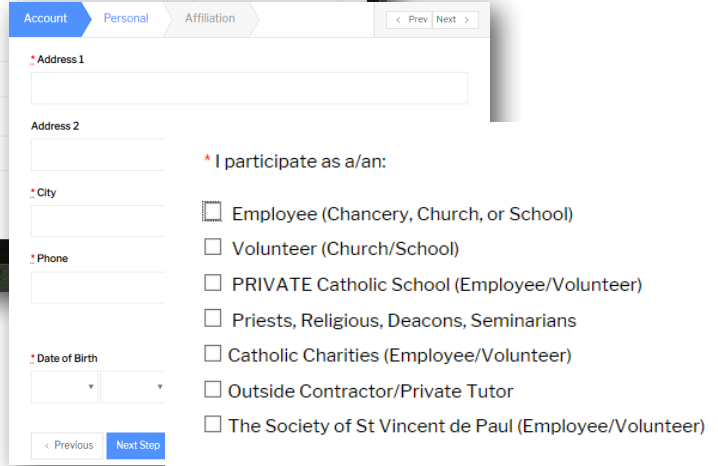 Account Personal Affiliation < Prev Next >
* Address 1
Address 2
* City
* Phone
* Date of Birth
< Previous Next Step
* I participate as a/an:
Employee (Chancery, Church, or School)
Volunteer (Church/School)
PRIVATE Catholic School (Employee/Volunteer)
Priests, Religious, Deacons, Seminarians
Catholic Charities (Employee/Volunteer)
Outside Contractor/Private Tutor
The Society of St Vincent de Paul (Employee/Volunteer)